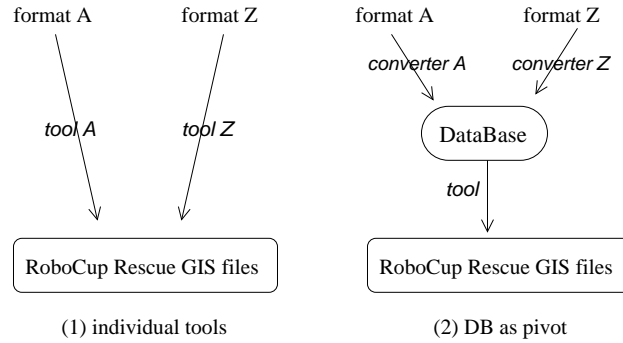 format A
format Z
tool A
tool Z
RoboCup Rescue GIS files
(1) individual tools
format A
format Z
converter A
converter Z
DataBase
tool
RoboCup Rescue GIS files
(2) DB as pivot